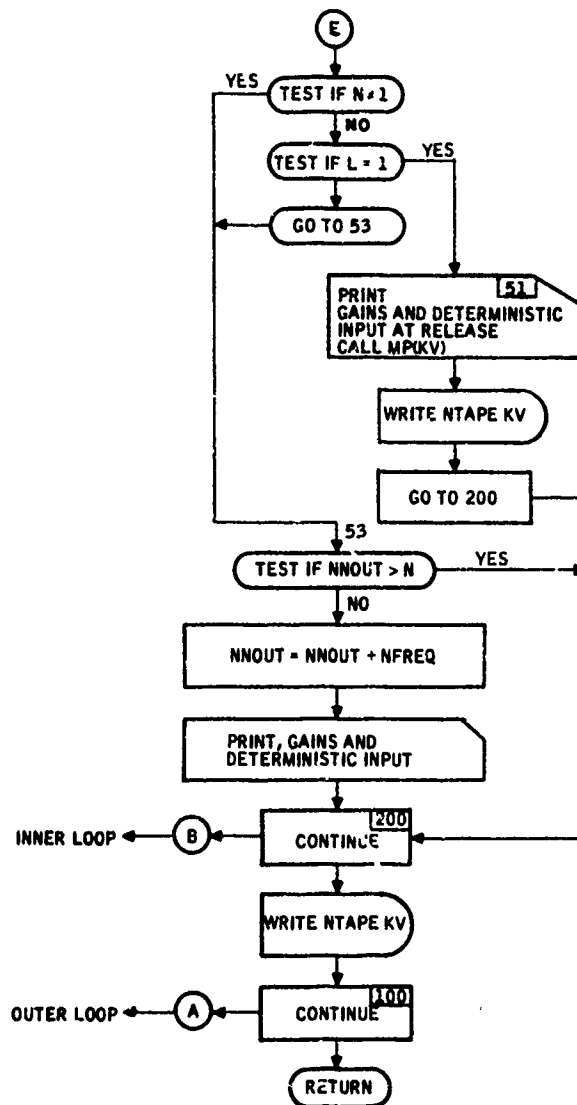 E
YES
TEST IF N≠1
NO
TEST IF L = 1
YES
GO TO 53
51
PRINT
GAINS AND DETERMINISTIC
INPUT AT RELEASE
CALL MP(KV)
WRITE NTAPE KV
GO TO 200
53
TEST IF NNOUT > N
YES
NO
NNOUT = NNOUT + NFREQ
PRINT, GAINS AND
DETERMINISTIC INPUT
200
INNER LOOP
B
CONTINUE
WRITE NTAPE KV
100
OUTER LOOP
A
CONTINUE
RETURN